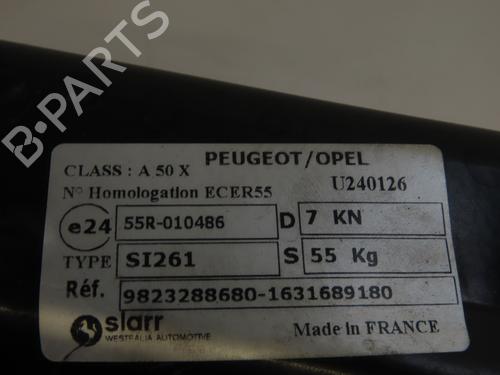 B-PARTS
PEUGEOT/OPEL
CLASS : A 50 X
N° Homologation ECER55 U240126
e24 55R-010486 D 7 KN
TYPE SI261 S 55 Kg
Réf. 9823288680-1631689180
siarr
WESTFALIA AUTOMOTIVE
Made in FRANCE